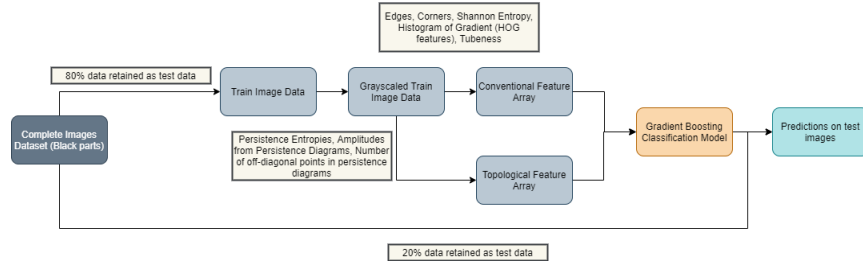 Edges, Corners, Shannon Entropy,
Histogram of Gradient (HOG
features), Tubeness
80% data retained as test data
Train Image Data
Grayscaled Train
Image Data
Conventional Feature
Array
Complete Images
Dataset (Black parts)
Persistence Entropies, Amplitudes
from Persistence Diagrams, Number
of off-diagonal points in persistence
diagrams
Gradient Boosting
Classification Model
Predictions on test
images
Topological Feature
Array
20% data retained as test data